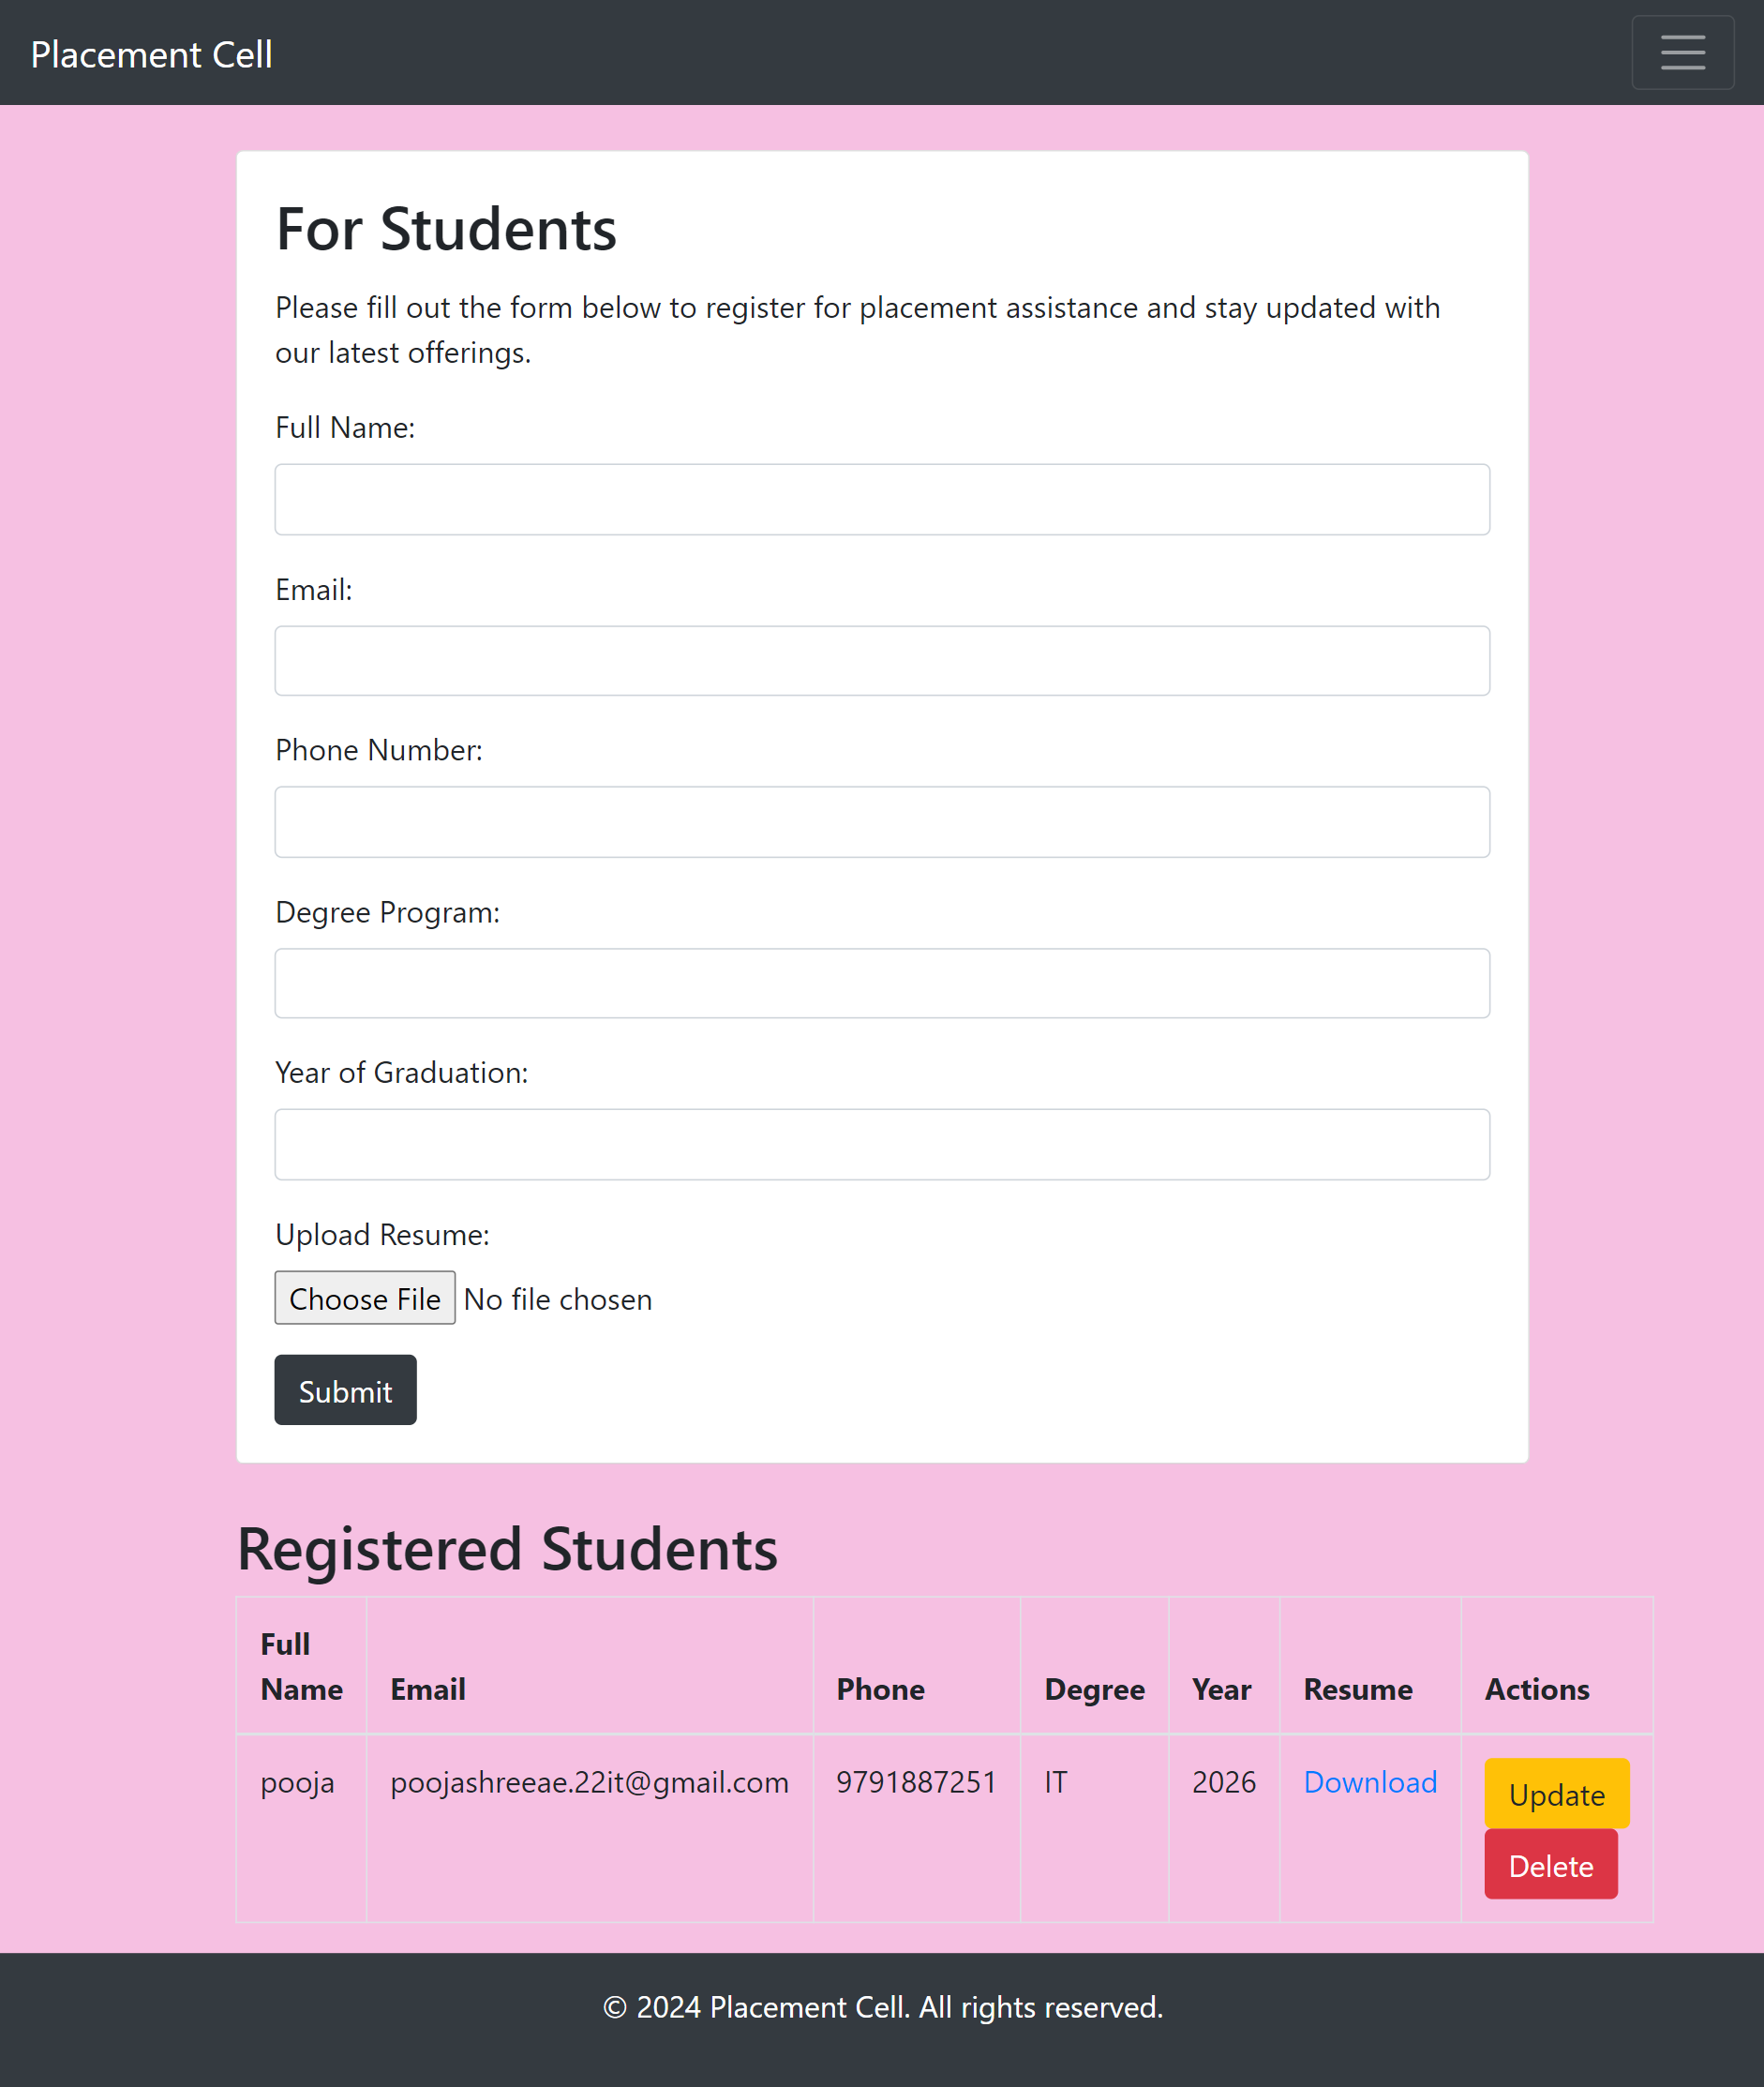 Placement Cell
For Students
Please fill out the form below to register for placement assistance and stay updated with
our latest offerings.
Full Name:
Email:
Phone Number:
Degree Program:
Year of Graduation:
Upload Resume:
Choose File No file chosen
Submit
Registered Students
Full
Name Email Phone Degree Year Resume Actions
pooja poojashreeae.22it@gmail.com 9791887251 IT 2026 Download Update
Delete
© 2024 Placement Cell. All rights reserved.